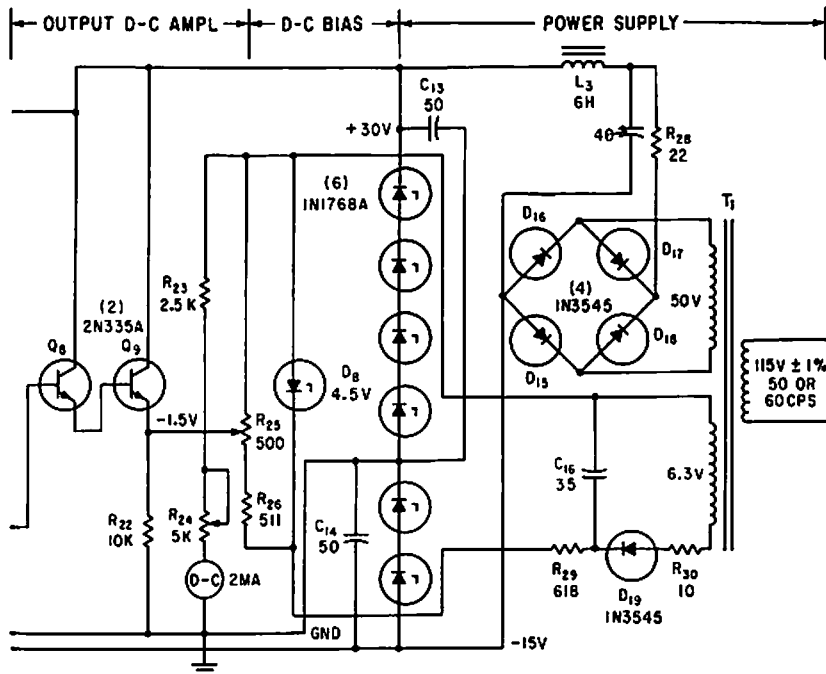 OUTPUT D-C AMPL
D-C BIAS
POWER SUPPLY
C13
50
L3
6H
+30V
40
R28
22
(6)
1N1768A
D16
D17
T1
R23
2.5K
(2)
2N335A
Q8
Q9
(4)
1N3545
50V
D15
D18
115V ± 1%
50 OR
60CPS
D8
4.5V
-1.5V
R25
500
C16
35
6.3V
R22
10K
R24
5K
R26
511
C14
50
D-C
2MA
R29
618
D19
1N3545
R30
10
GND
-15V